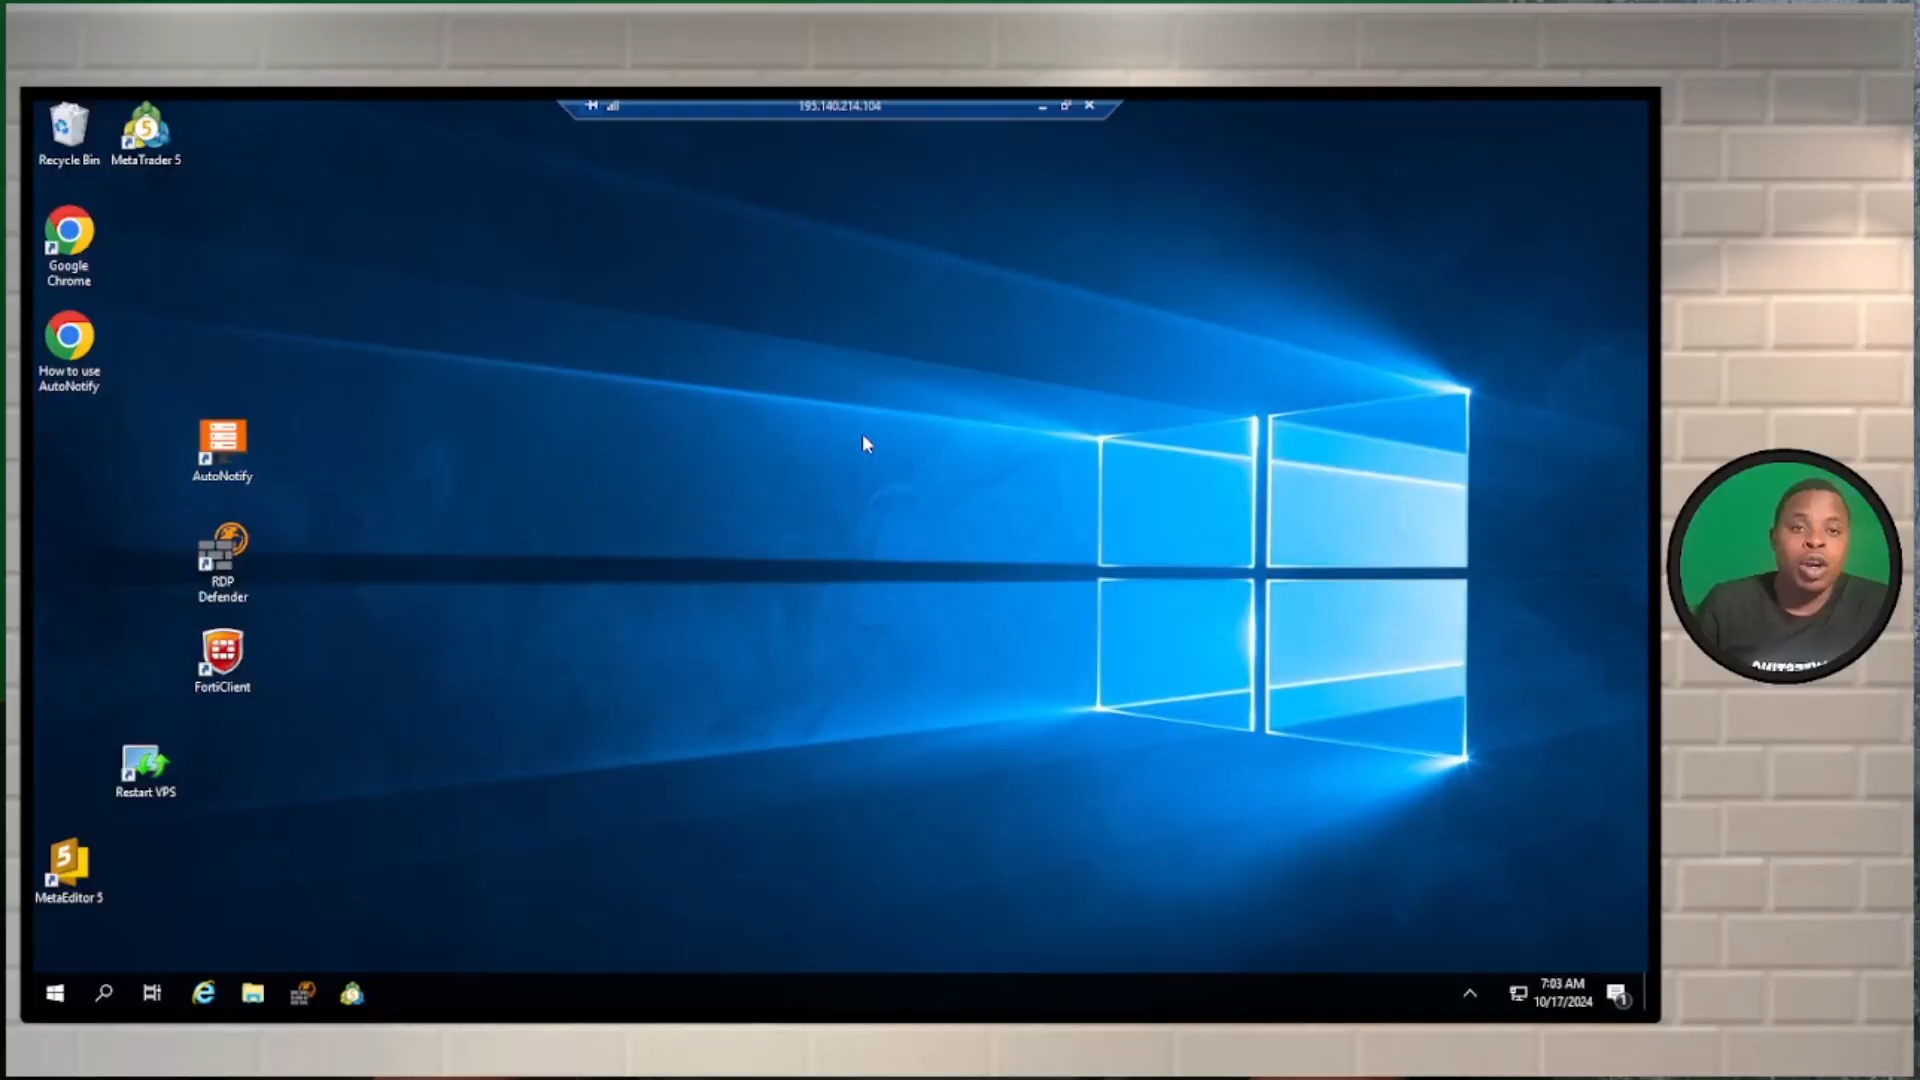 195.140.214.104
Recycle Bin
MetaTrader 5
Google
Chrome
How to use
AutoNotify
AutoNotify
RDP
Defender
FortiClient
Restart VPS
MetaEditor 5
7:03 AM
10/17/2024
1